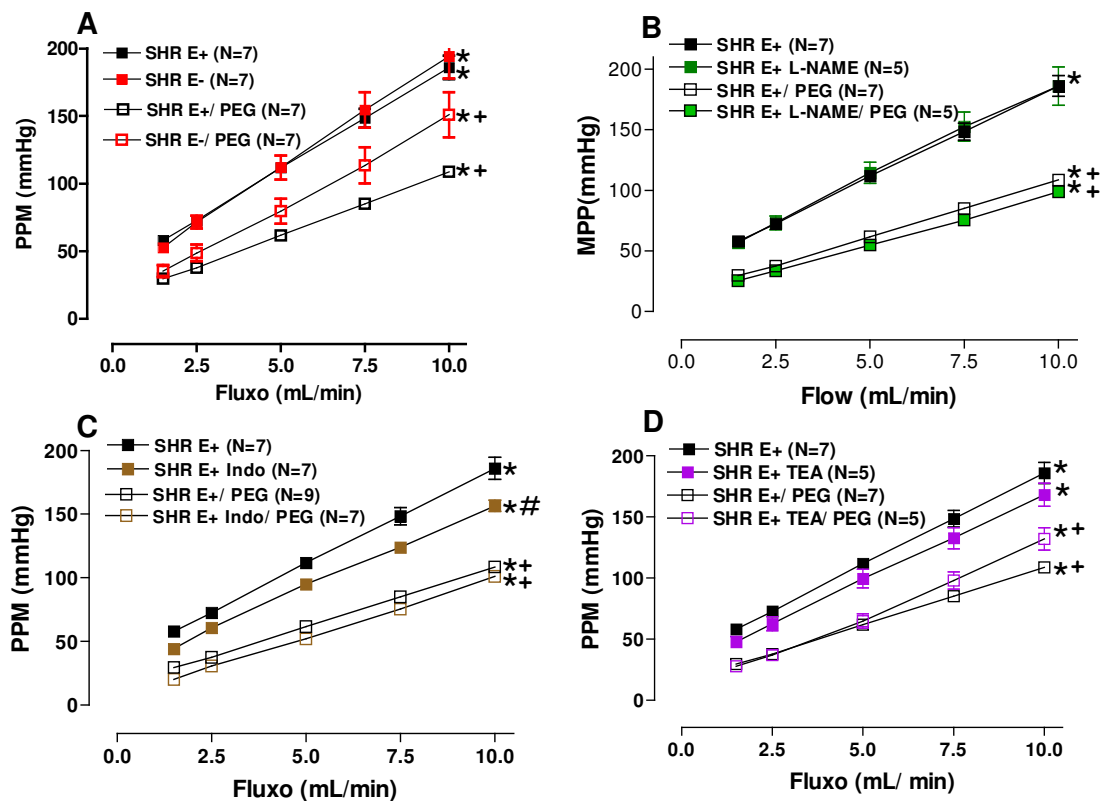 A
SHR E+ (N=7)
SHR E- (N=7)
SHR E+/ PEG (N=7)
SHR E-/ PEG (N=7)
PPM (mmHg)
200
150
100
50
0
*
*
* +
* +
0.0 2.5 5.0 7.5 10.0
Fluxo (mL/min)
B
SHR E+ (N=7)
SHR E+ L-NAME (N=5)
SHR E+/ PEG (N=7)
SHR E+ L-NAME/ PEG (N=5)
MPP(mmHg)
200
150
100
50
0
*
* +
* +
0.0 2.5 5.0 7.5 10.0
Flow (mL/min)
C
SHR E+ (N=7)
SHR E+ Indo (N=7)
SHR E+/ PEG (N=9)
SHR E+ Indo/ PEG (N=7)
PPM (mmHg)
200
150
100
50
0
*
*#
*+
*+
0.0 2.5 5.0 7.5 10.0
Fluxo (mL/min)
D
SHR E+ (N=7)
SHR E+ TEA (N=5)
SHR E+/ PEG (N=7)
SHR E+ TEA/ PEG (N=5)
PPM (mmHg)
200
150
100
50
0
*
*
* +
* +
0.0 2.5 5.0 7.5 10.0
Fluxo (mL/ min)